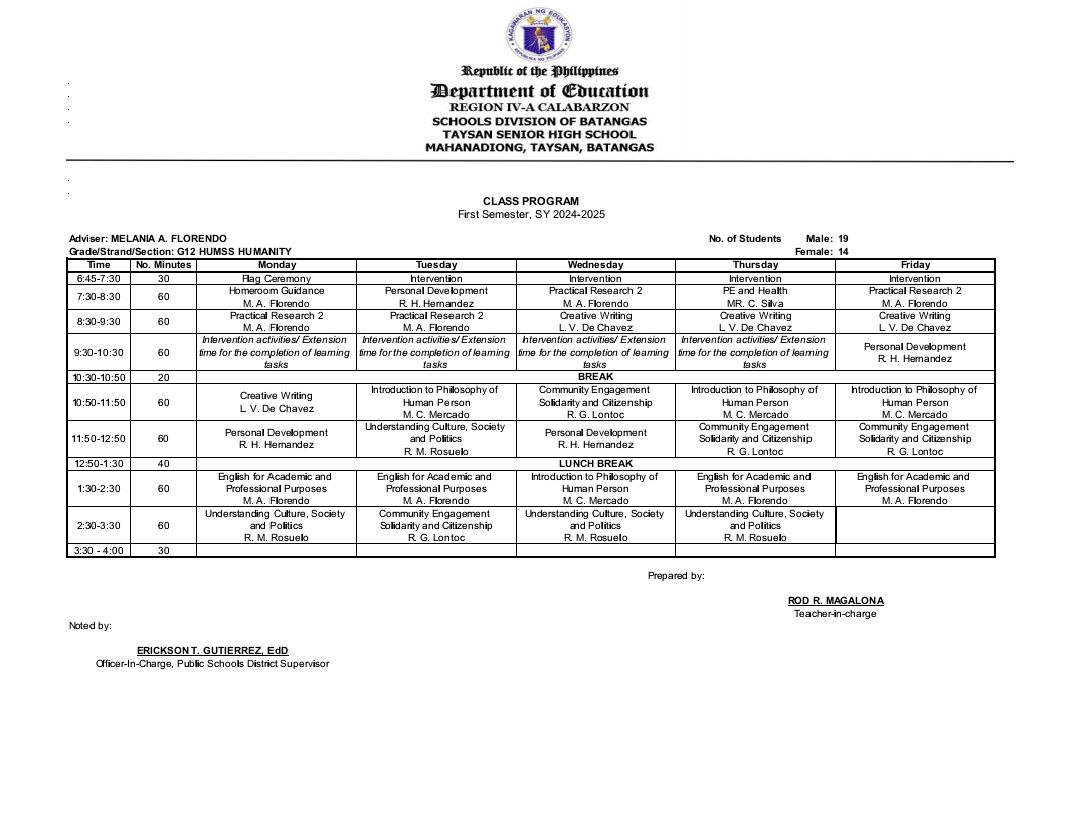 KAGAWARAN NG EDUKASYON
REPUBLIKA NG PILIPINAS
Republic of the Philippines
Department of Education
REGION IV-A CALABARZON
SCHOOLS DIVISION OF BATANGAS
TAYSAN SENIOR HIGH SCHOOL
MAHANADIONG, TAYSAN, BATANGAS
CLASS PROGRAM
First Semester, SY 2024-2025
Adviser: MELANIA A. FLORENDO No. of Students Male: 19
Grade/Strand/Section: G12 HUMSS HUMANITY Female: 14
Time No. Minutes Monday Tuesday Wednesday Thursday Friday
6:45-7:30 30 Flag Ceremony Intervention Intervention Intervention Intervention
7:30-8:30 60 Homeroom Guidance Personal Development Practical Research 2 PE and Health Practical Research 2
M. A. Florendo R. H. Hernandez M. A. Florendo MR. C. Silva M. A. Florendo
8:30-9:30 60 Practical Research 2 Practical Research 2 Creative Writing Creative Writing Creative Writing
M. A. Florendo M. A. Florendo L. V. De Chavez L. V. De Chavez L. V. De Chavez
9:30-10:30 60 Intervention activities/ Extension Intervention activities/ Extension Intervention activities/ Extension Intervention activities/ Extension Personal Development
time for the completion of learning time for the completion of learning time for the completion of learning time for the completion of learning R. H. Hernandez
tasks tasks tasks tasks
10:30-10:50 20 BREAK
10:50-11:50 60 Creative Writing Introduction to Philosophy of Community Engagement Introduction to Philosophy of Introduction to Philosophy of
L. V. De Chavez Human Person Solidarity and Citizenship Human Person Human Person
M. C. Mercado R. G. Lontoc M. C. Mercado M. C. Mercado
11:50-12:50 60 Personal Development Understanding Culture, Society Personal Development Community Engagement Community Engagement
R. H. Hernandez and Politics R. H. Hernandez Solidarity and Citizenship Solidarity and Citizenship
R. M. Rosuelo R. G. Lontoc R. G. Lontoc
12:50-1:30 40 LUNCH BREAK
1:30-2:30 60 English for Academic and English for Academic and Introduction to Philosophy of English for Academic and English for Academic and
Professional Purposes Professional Purposes Human Person Professional Purposes Professional Purposes
M. A. Florendo M. A. Florendo M. C. Mercado M. A. Florendo M. A. Florendo
2:30-3:30 60 Understanding Culture, Society Community Engagement Understanding Culture, Society Understanding Culture, Society
and Politics Solidarity and Citizenship and Politics and Politics
R. M. Rosuelo R. G. Lontoc R. M. Rosuelo R. M. Rosuelo
3:30 - 4:00 30
Prepared by:
ROD R. MAGALONA
Teacher-in-charge
Noted by:
ERICKSON T. GUTIERREZ, EdD
Officer-In-Charge, Public Schools District Supervisor